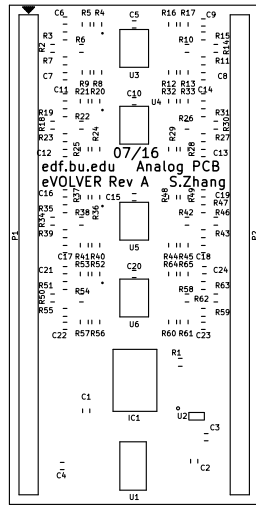 C6 R5 R4 C5 R16 R17 C9
R3 R6 R10 R15
R2 R14
R7 R11
U3
C7 R9 R8 R12 R13 C8
C11 R21 R20 C10 R32 R33 C14
U4
R19 R22 R26 R31
R18 R30
R23 R24 R29 R27
C12 R25 R28 C13
07/16
edf.bu.edu Analog PCB
eVOLVER Rev A S.Zhang
C16 R37 C15 R48 R49 C19
R35 R36 R47
R34 R38 R42 R46
R39 R43
P1 P2
U5
C17 R41 R40 R44 R45 C18
C21 R53 R52 C20 R64 R65 C24
R51 R54 R58 R63
R50 R62
R55 R59
U6
C22 R57 R56 R60 R61 C23
R1
C1 IC1 U2
C3
C4 C2
U1